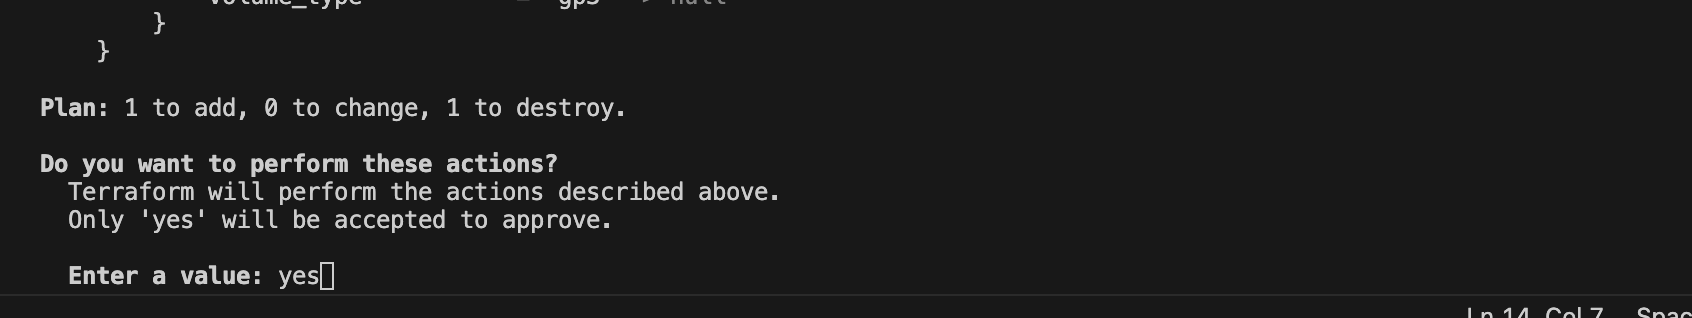 volume_type = "gp3" -> null
}
}
Plan: 1 to add, 0 to change, 1 to destroy.
Do you want to perform these actions?
Terraform will perform the actions described above.
Only 'yes' will be accepted to approve.
Enter a value: yes
Ln 14, Col 7